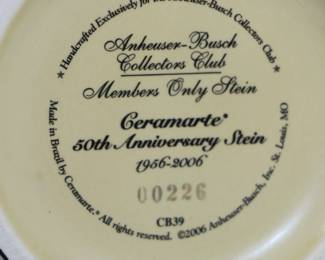 ★ Handcrafted Exclusively for the Anheuser-Busch Collectors Club ★
Anheuser-Busch
Collectors Club
Members Only Stein
Ceramarte®
50th Anniversary Stein
1956-2006
00226
CB39
Made in Brazil by Ceramarte.® All rights reserved. ©2006 Anheuser-Busch, Inc. St. Louis, MO